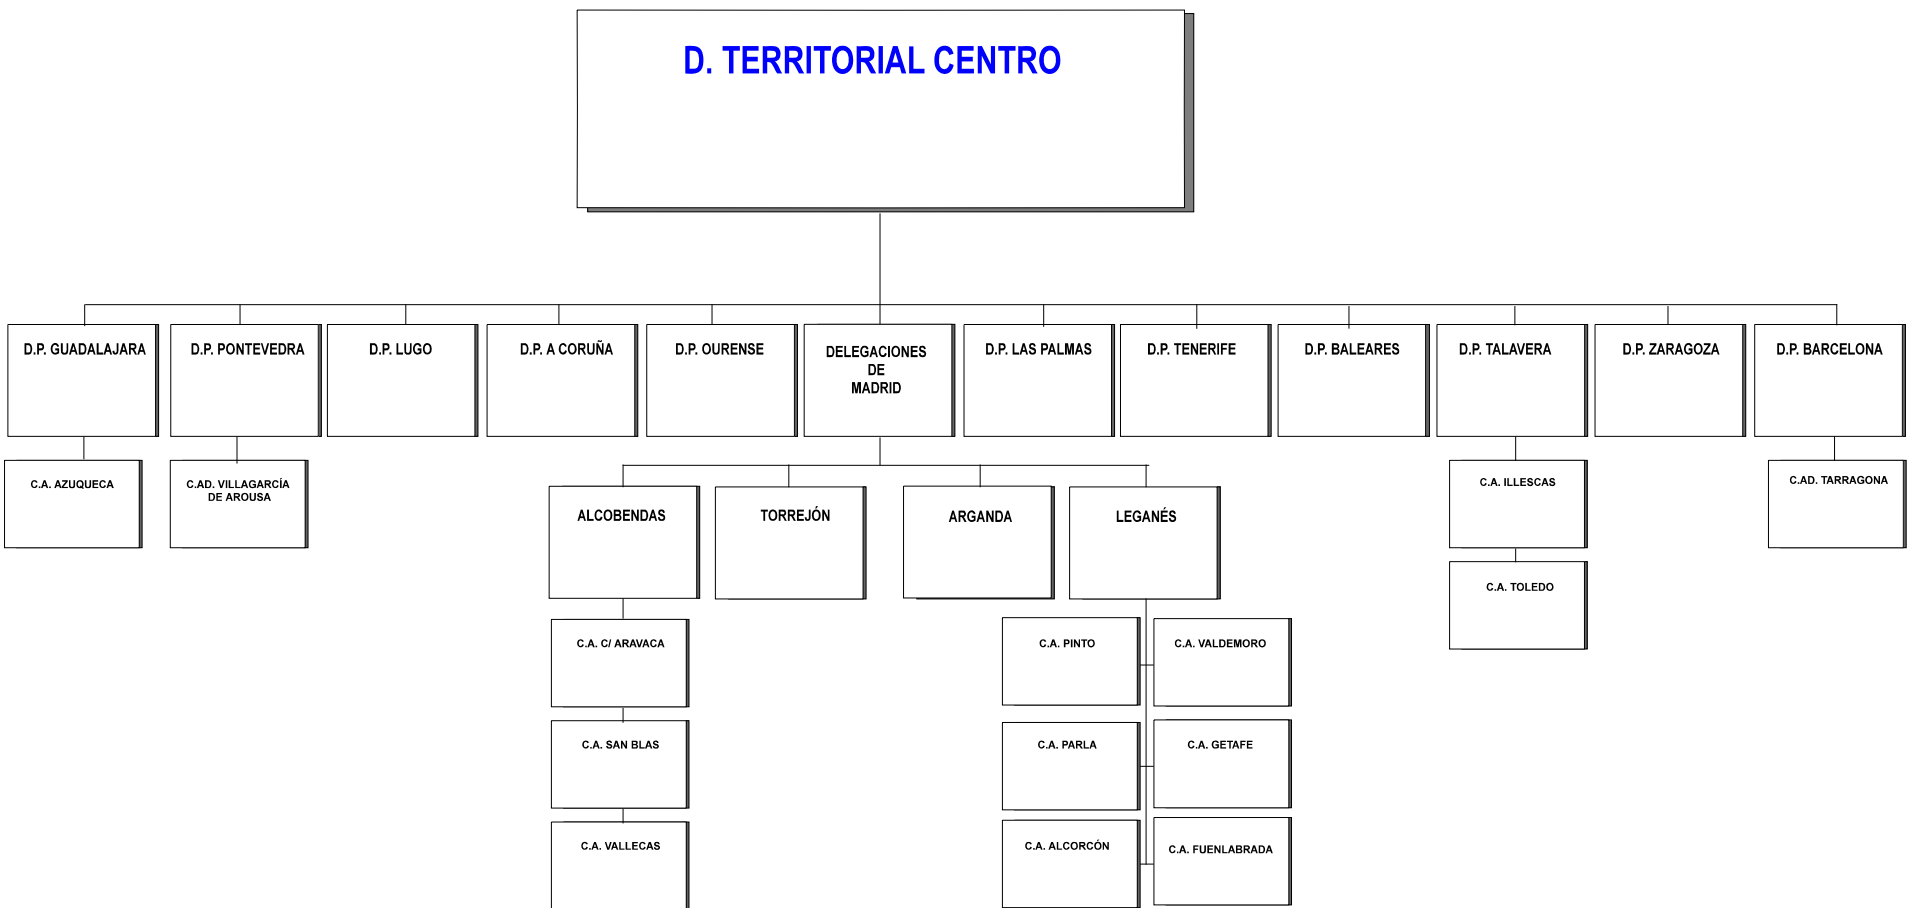 D. TERRITORIAL CENTRO
D.P. GUADALAJARA
D.P. PONTEVEDRA
D.P. LUGO
D.P. A CORUÑA
D.P. OURENSE
DELEGACIONES
DE
MADRID
D.P. LAS PALMAS
D.P. TENERIFE
D.P. BALEARES
D.P. TALAVERA
D.P. ZARAGOZA
D.P. BARCELONA
C.A. AZUQUECA
C.AD. VILLAGARCÍA
DE AROUSA
C.A. ILLESCAS
C.AD. TARRAGONA
ALCOBENDAS
TORREJÓN
ARGANDA
LEGANÉS
C.A. TOLEDO
C.A. C/ ARAVACA
C.A. PINTO
C.A. VALDEMORO
C.A. SAN BLAS
C.A. PARLA
C.A. GETAFE
C.A. VALLECAS
C.A. ALCORCÓN
C.A. FUENLABRADA